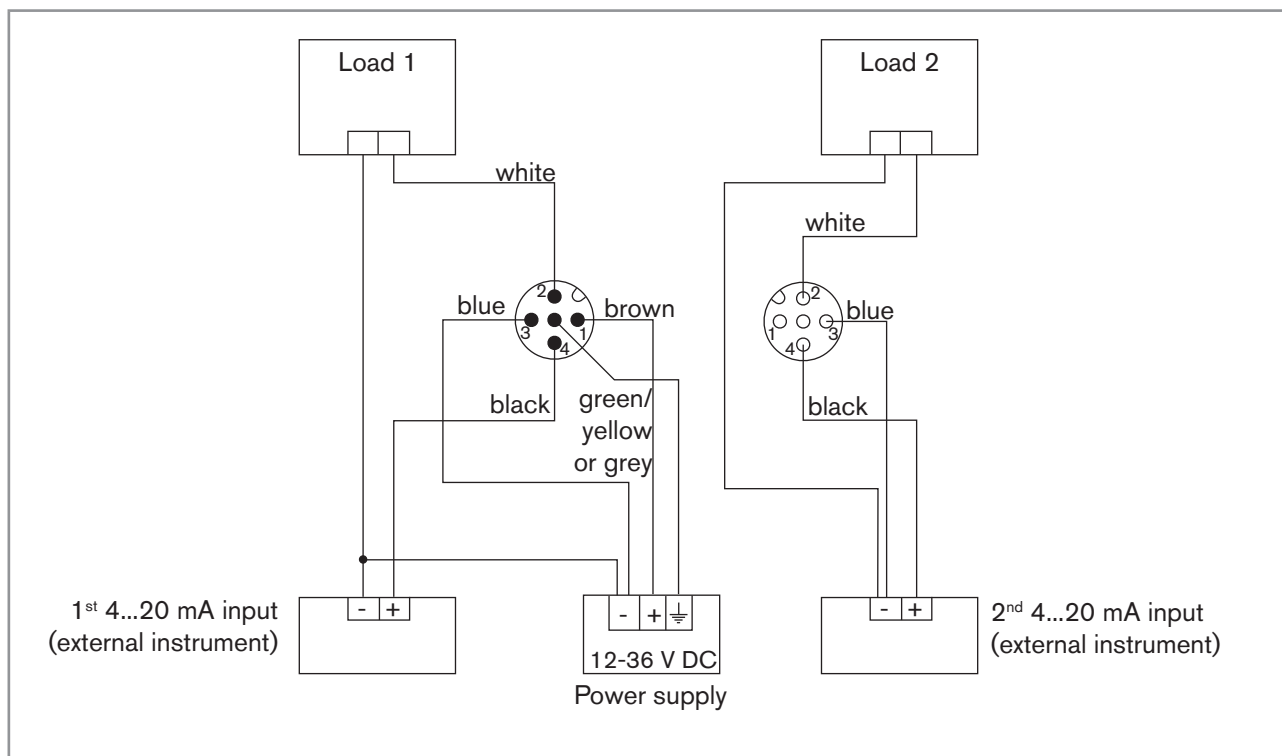 Load 1
Load 2
white
white
2
2
blue
brown
blue
3
1
1
3
4
4
black
green/
yellow
or grey
black
1st 4...20 mA input
(external instrument)
- +
- +
12-36 V DC
Power supply
- +
2nd 4...20 mA input
(external instrument)